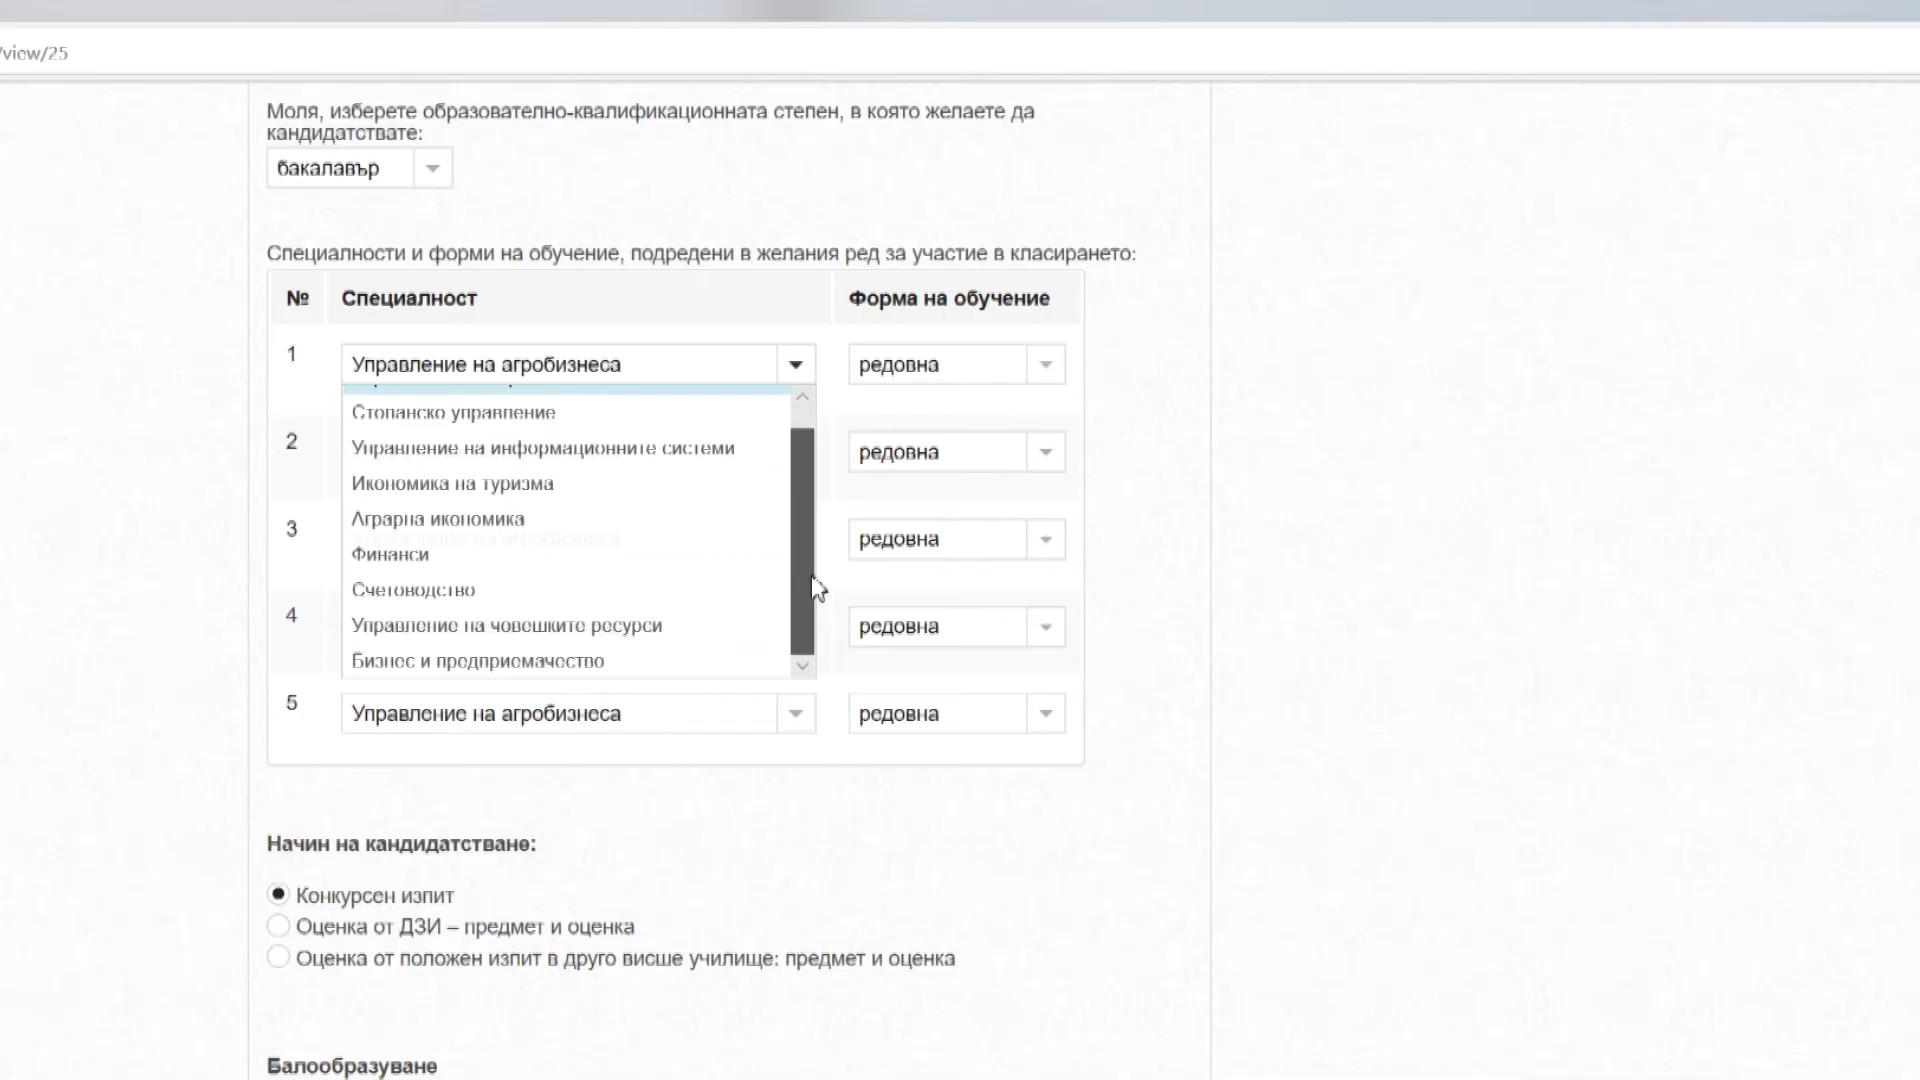 /view/25
Моля, изберете образователно-квалификационната степен, в която желаете да
кандидатствате:
бакалавър
Специалности и форми на обучение, подредени в желания ред за участие в класирането:
№ Специалност Форма на обучение
1 Управление на агробизнеса редовна
Стопанско управление
2 Управление на информационните системи редовна
Икономика на туризма
Аграрна икономика
3 Управление на агробизнеса редовна
Финанси
Счетоводство
4 Управление на човешките ресурси редовна
Бизнес и предприемачество
5 Управление на агробизнеса редовна
Начин на кандидатстване:
Конкурсен изпит
Оценка от ДЗИ – предмет и оценка
Оценка от положен изпит в друго висше училище: предмет и оценка
Балообразуване